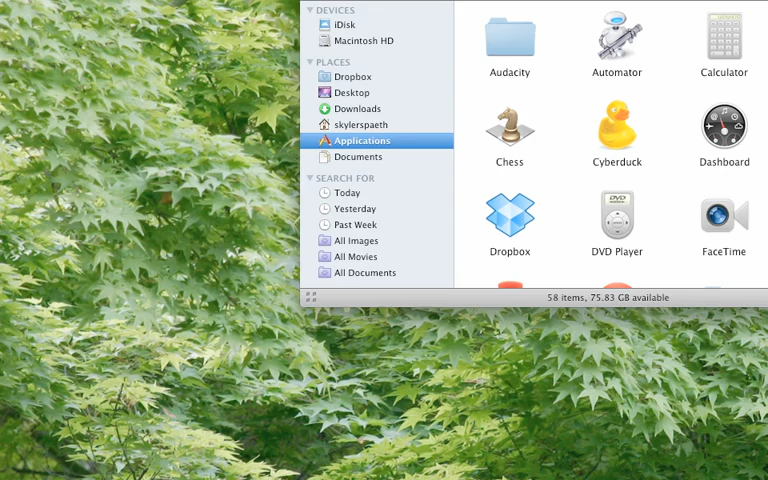 DEVICES
iDisk
Macintosh HD
PLACES
Dropbox
Desktop
Downloads
skylerspaeth
Applications
Documents
SEARCH FOR
Today
Yesterday
Past Week
All Images
All Movies
All Documents
Audacity
Automator
Calculator
Chess
Cyberduck
Dashboard
Dropbox
DVD
DVD Player
FaceTime
58 items, 75.83 GB available